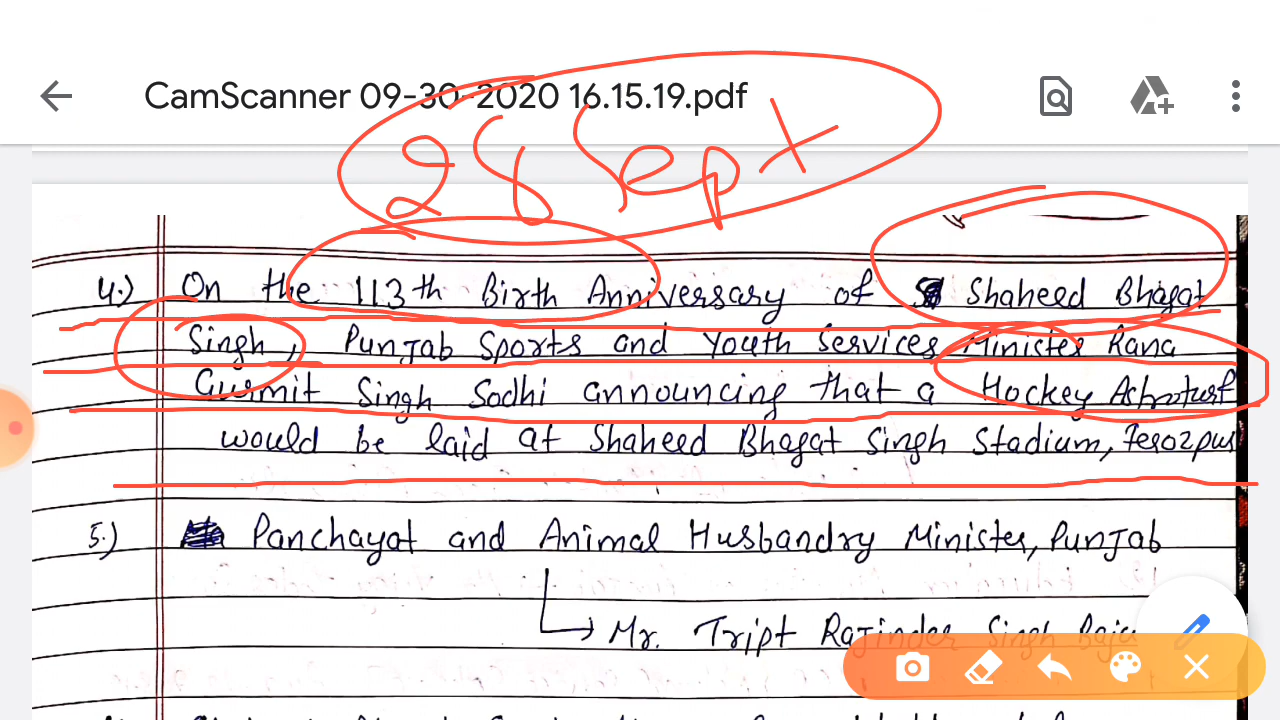 CamScanner 09-30-2020 16.15.19.pdf
28 Sept
4.) On the 113th Birth Anniversary of Shaheed Bhagat
Singh, Punjab Sports and Youth Services Minister Rana
Gurmit Singh Sodhi announcing that a Hockey Astroturf
would be laid at Shaheed Bhagat Singh Stadium, Ferozpur
5.) Panchayat and Animal Husbandry Minister, Punjab
→ Mr. Tript Rajinder Singh Bajwa